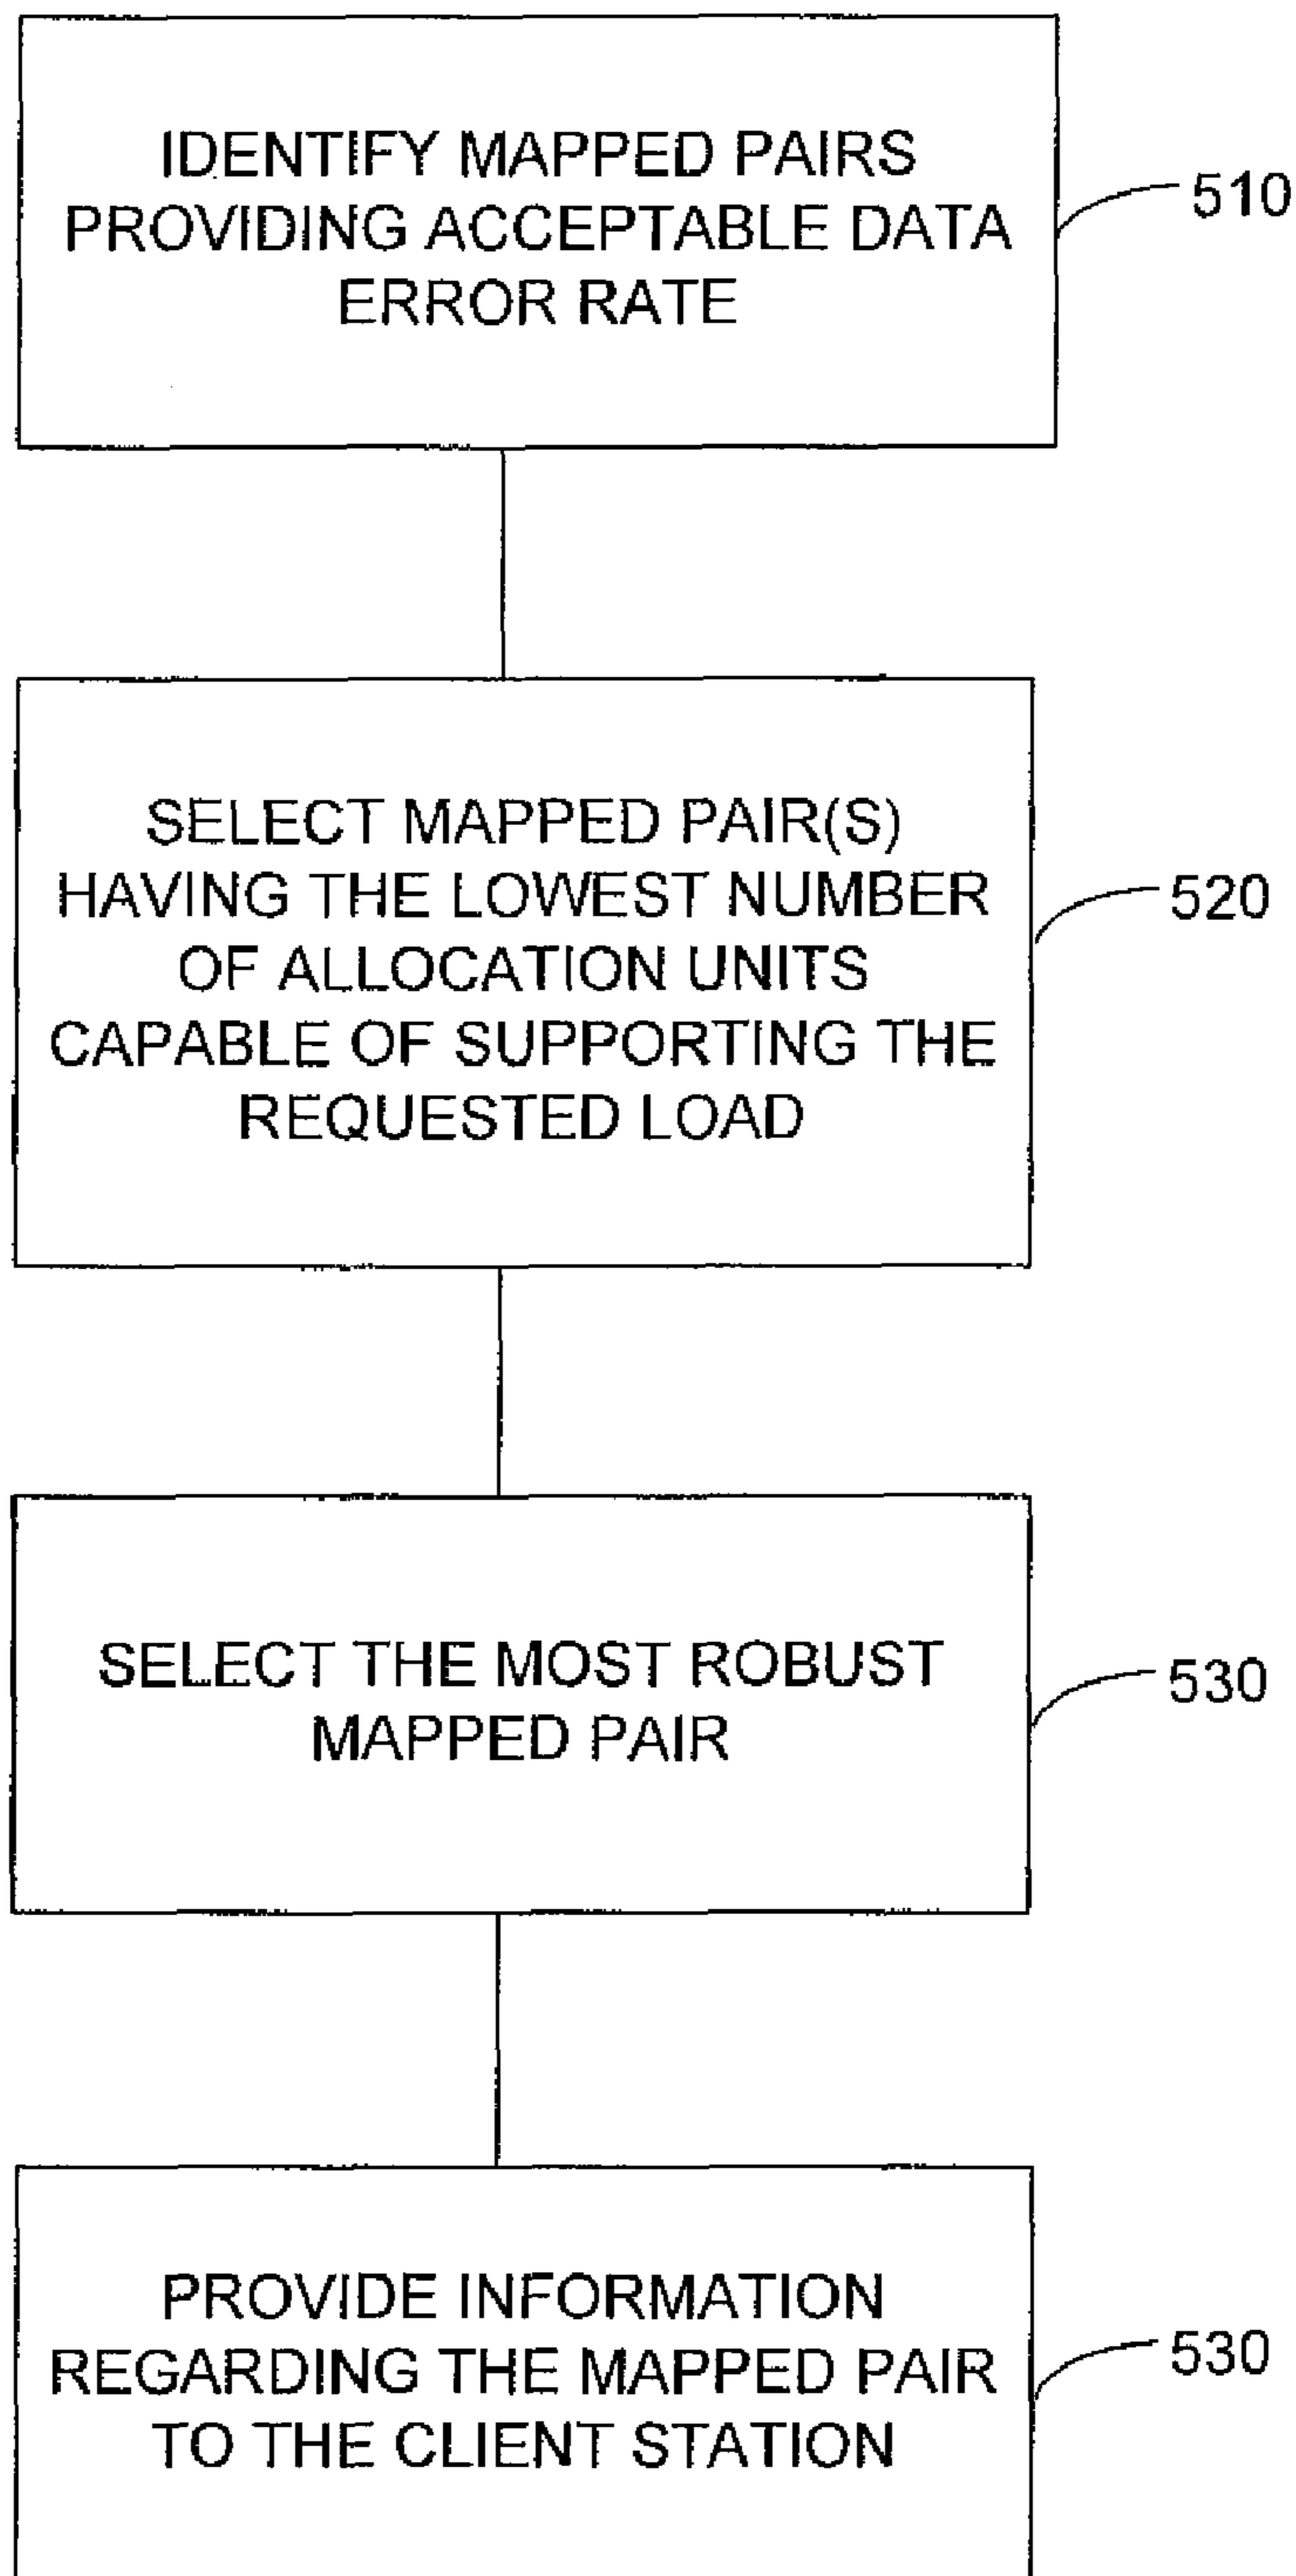 IDENTIFY MAPPED PAIRS
PROVIDING ACCEPTABLE DATA
ERROR RATE
510
SELECT MAPPED PAIR(S)
HAVING THE LOWEST NUMBER
OF ALLOCATION UNITS
CAPABLE OF SUPPORTING THE
REQUESTED LOAD
520
SELECT THE MOST ROBUST
MAPPED PAIR
530
PROVIDE INFORMATION
REGARDING THE MAPPED PAIR
TO THE CLIENT STATION
530